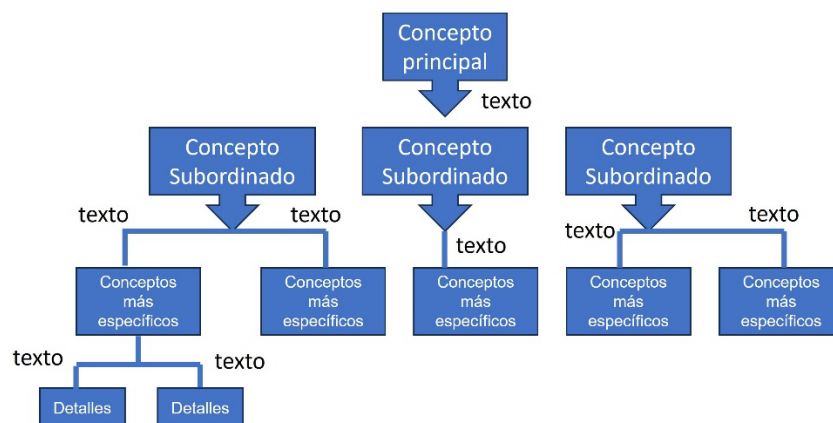 Concepto
principal
texto
Concepto
Subordinado
Concepto
Subordinado
Concepto
Subordinado
texto
texto
texto
texto
texto
Conceptos
más
específicos
Conceptos
más
específicos
Conceptos
más
específicos
Conceptos
más
específicos
Conceptos
más
específicos
texto
texto
Detalles
Detalles